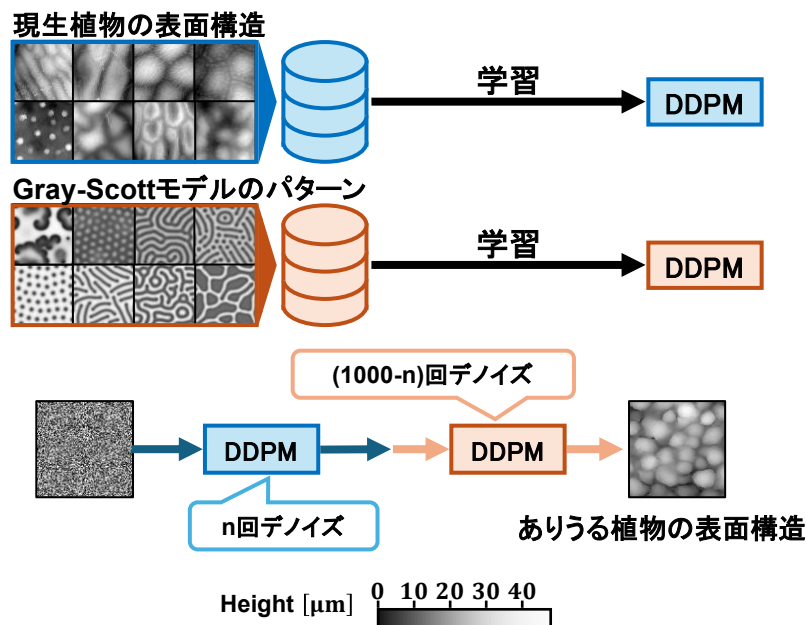 現生植物の表面構造
学習
DDPM
Gray-Scottモデルのパターン
学習
DDPM
(1000-n)回デノイズ
DDPM
DDPM
n回デノイズ
ありうる植物の表面構造
Height [μm]
0 10 20 30 40